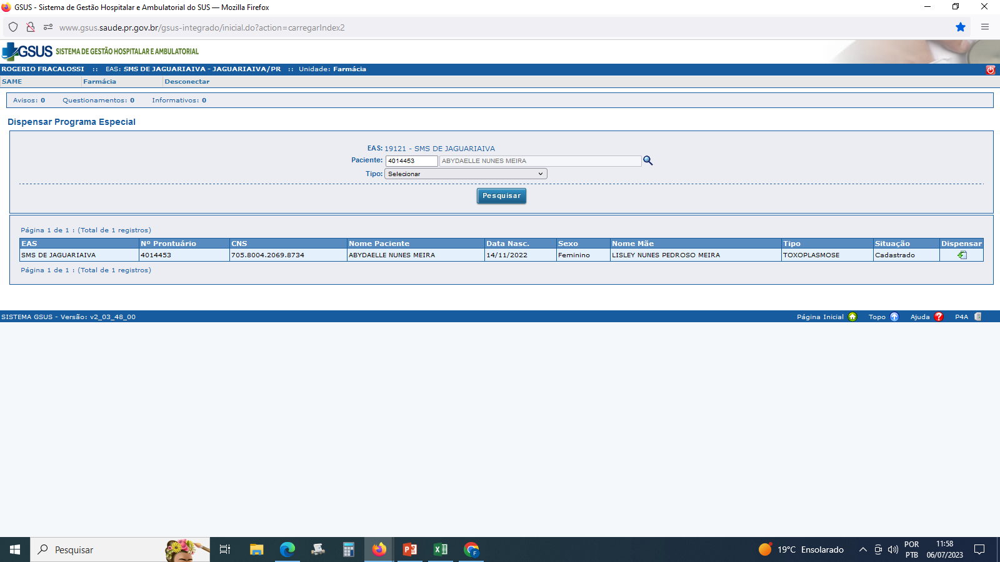 GSUS - Sistema de Gestão Hospitalar e Ambulatorial do SUS — Mozilla Firefox
www.gsus.saude.pr.gov.br/gsus-integrado/inicial.do?action=carregarIndex2
GSUS SISTEMA DE GESTÃO HOSPITALAR E AMBULATORIAL
ROGERIO FRACALOSSI :: EAS: SMS DE JAGUARIAIVA - JAGUARIAIVA/PR :: Unidade: Farmácia
SAME Farmácia Desconectar
Avisos: 0 Questionamentos: 0 Informativos: 0
Dispensar Programa Especial
EAS: 19121 - SMS DE JAGUARIAIVA
Paciente: 4014453 ABYDAELLE NUNES MEIRA
Tipo: Selecionar
Pesquisar
Página 1 de 1 : (Total de 1 registros)
EAS Nº Prontuário CNS Nome Paciente Data Nasc. Sexo Nome Mãe Tipo Situação Dispensar
SMS DE JAGUARIAIVA 4014453 705.8004.2069.8734 ABYDAELLE NUNES MEIRA 14/11/2022 Feminino LISLEY NUNES PEDROSO MEIRA TOXOPLASMOSE Cadastrado
Página 1 de 1 : (Total de 1 registros)
SISTEMA GSUS - Versão: v2_03_48_00 Página Inicial Topo Ajuda ? P4A
Pesquisar 19°C Ensolarado POR 11:58
PTB 06/07/2023